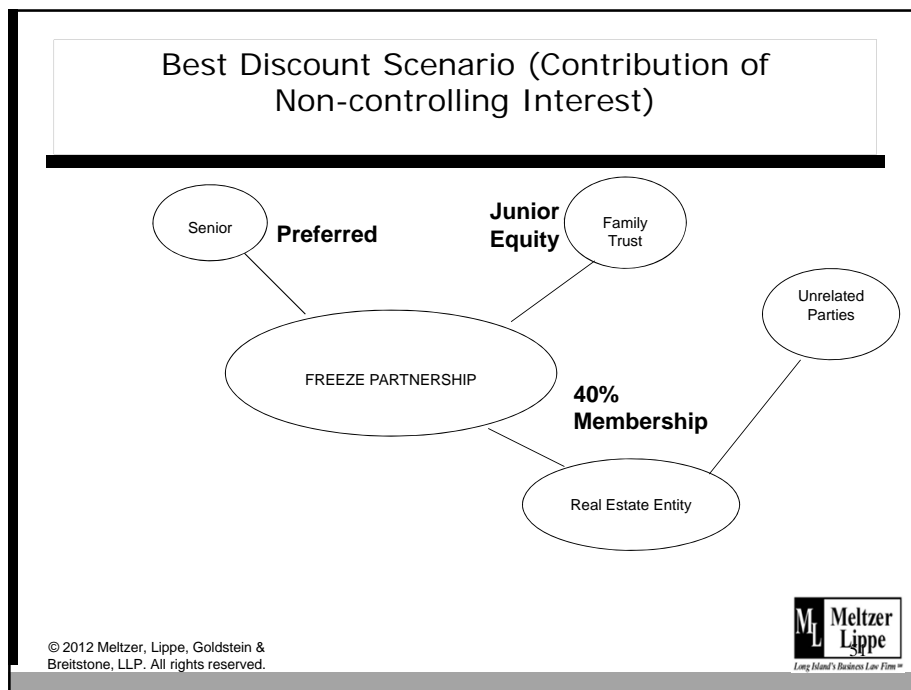 Best Discount Scenario (Contribution of
Non-controlling Interest)
Senior
Preferred
Junior
Equity
Family
Trust
Unrelated
Parties
FREEZE PARTNERSHIP
40%
Membership
Real Estate Entity
© 2012 Meltzer, Lippe, Goldstein &
Breitstone, LLP. All rights reserved.
ML
Meltzer
Lippe
Long Island's Business Law Firm℠